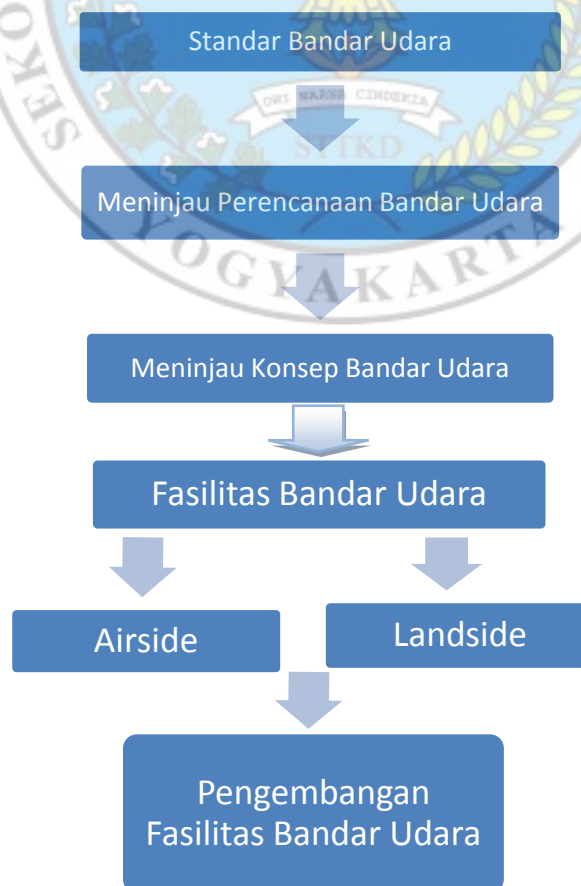 Standar Bandar Udara
DWI WARNA CINDEKIA
STTKD
Meninjau Perencanaan Bandar Udara
YOGYAKARTA
Meninjau Konsep Bandar Udara
Fasilitas Bandar Udara
Airside
Landside
Pengembangan
Fasilitas Bandar Udara